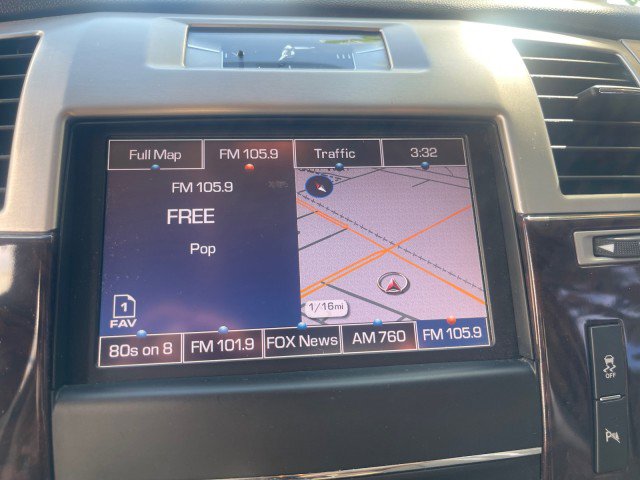 Full Map FM 105.9 Traffic 3:32
FM 105.9
FREE
Pop
1/16mi
1
FAV
80s on 8 FM 101.9 FOX News AM 760 FM 105.9
OFF